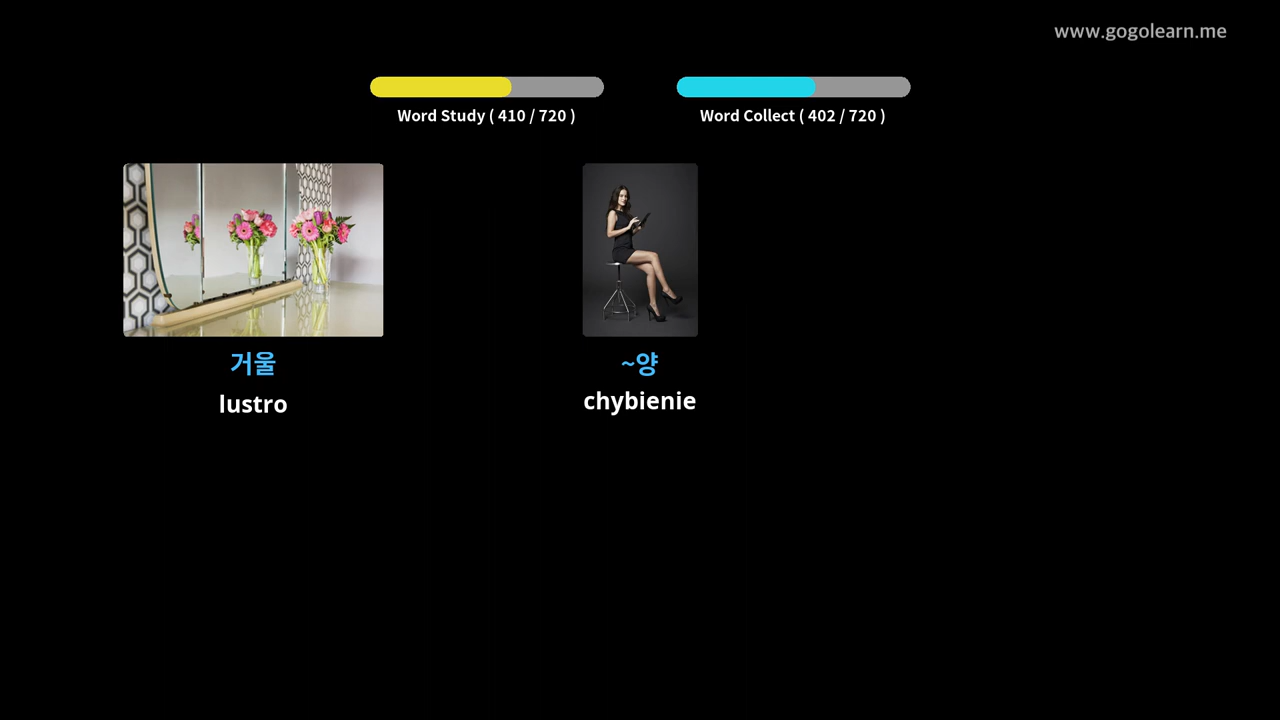 www.gogolearn.me
Word Study ( 410 / 720 )
Word Collect ( 402 / 720 )
거울
lustro
~양
chybienie